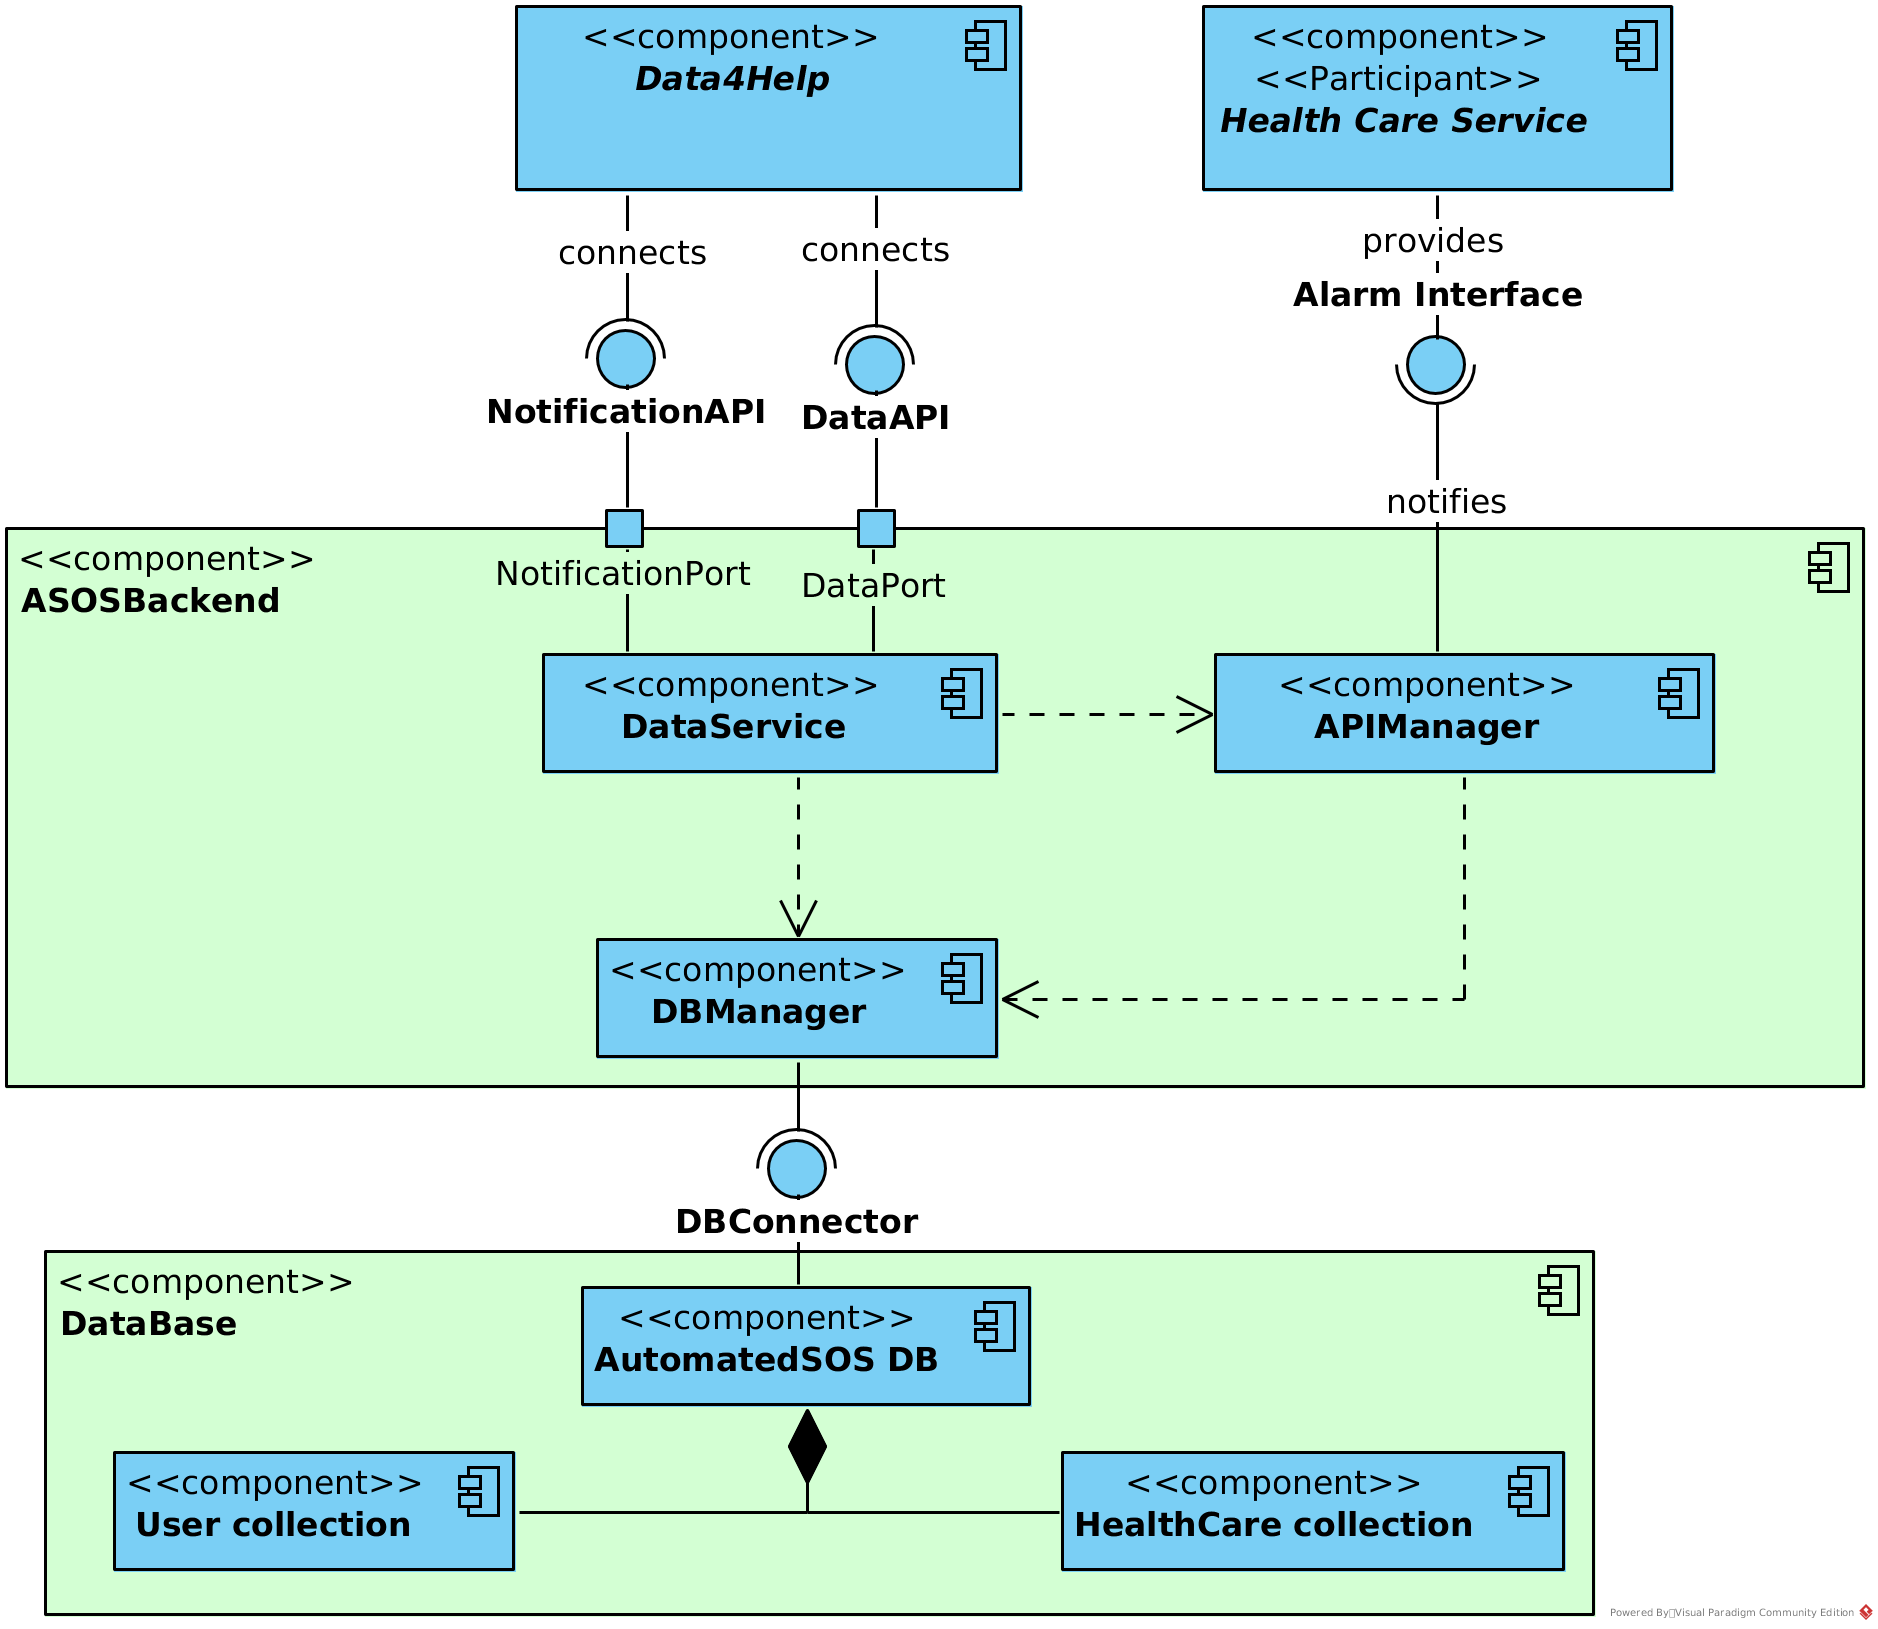 <<component>>
Data4Help
<<component>>
<<Participant>>
Health Care Service
connects
connects
provides
Alarm Interface
NotificationAPI
DataAPI
notifies
<<component>>
ASOSBackend
NotificationPort
DataPort
<<component>>
DataService
<<component>>
APIManager
<<component>>
DBManager
DBConnector
<<component>>
DataBase
<<component>>
AutomatedSOS DB
<<component>>
User collection
<<component>>
HealthCare collection
Powered By Visual Paradigm Community Edition